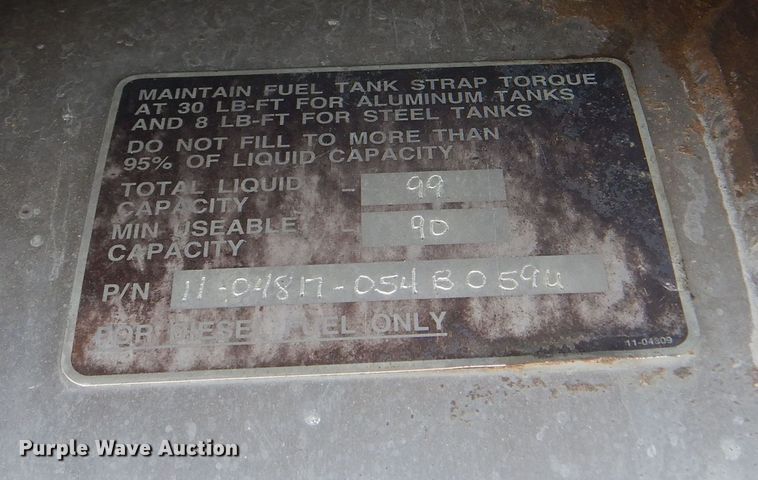 MAINTAIN FUEL TANK STRAP TORQUE
AT 30 LB-FT FOR ALUMINUM TANKS
AND 8 LB-FT FOR STEEL TANKS
DO NOT FILL TO MORE THAN
95% OF LIQUID CAPACITY
TOTAL LIQUID CAPACITY - 99
MIN USEABLE CAPACITY - 90
P/N 11-04817-054 B 0594
FOR DIESEL FUEL ONLY
11-04309
Purple Wave Auction